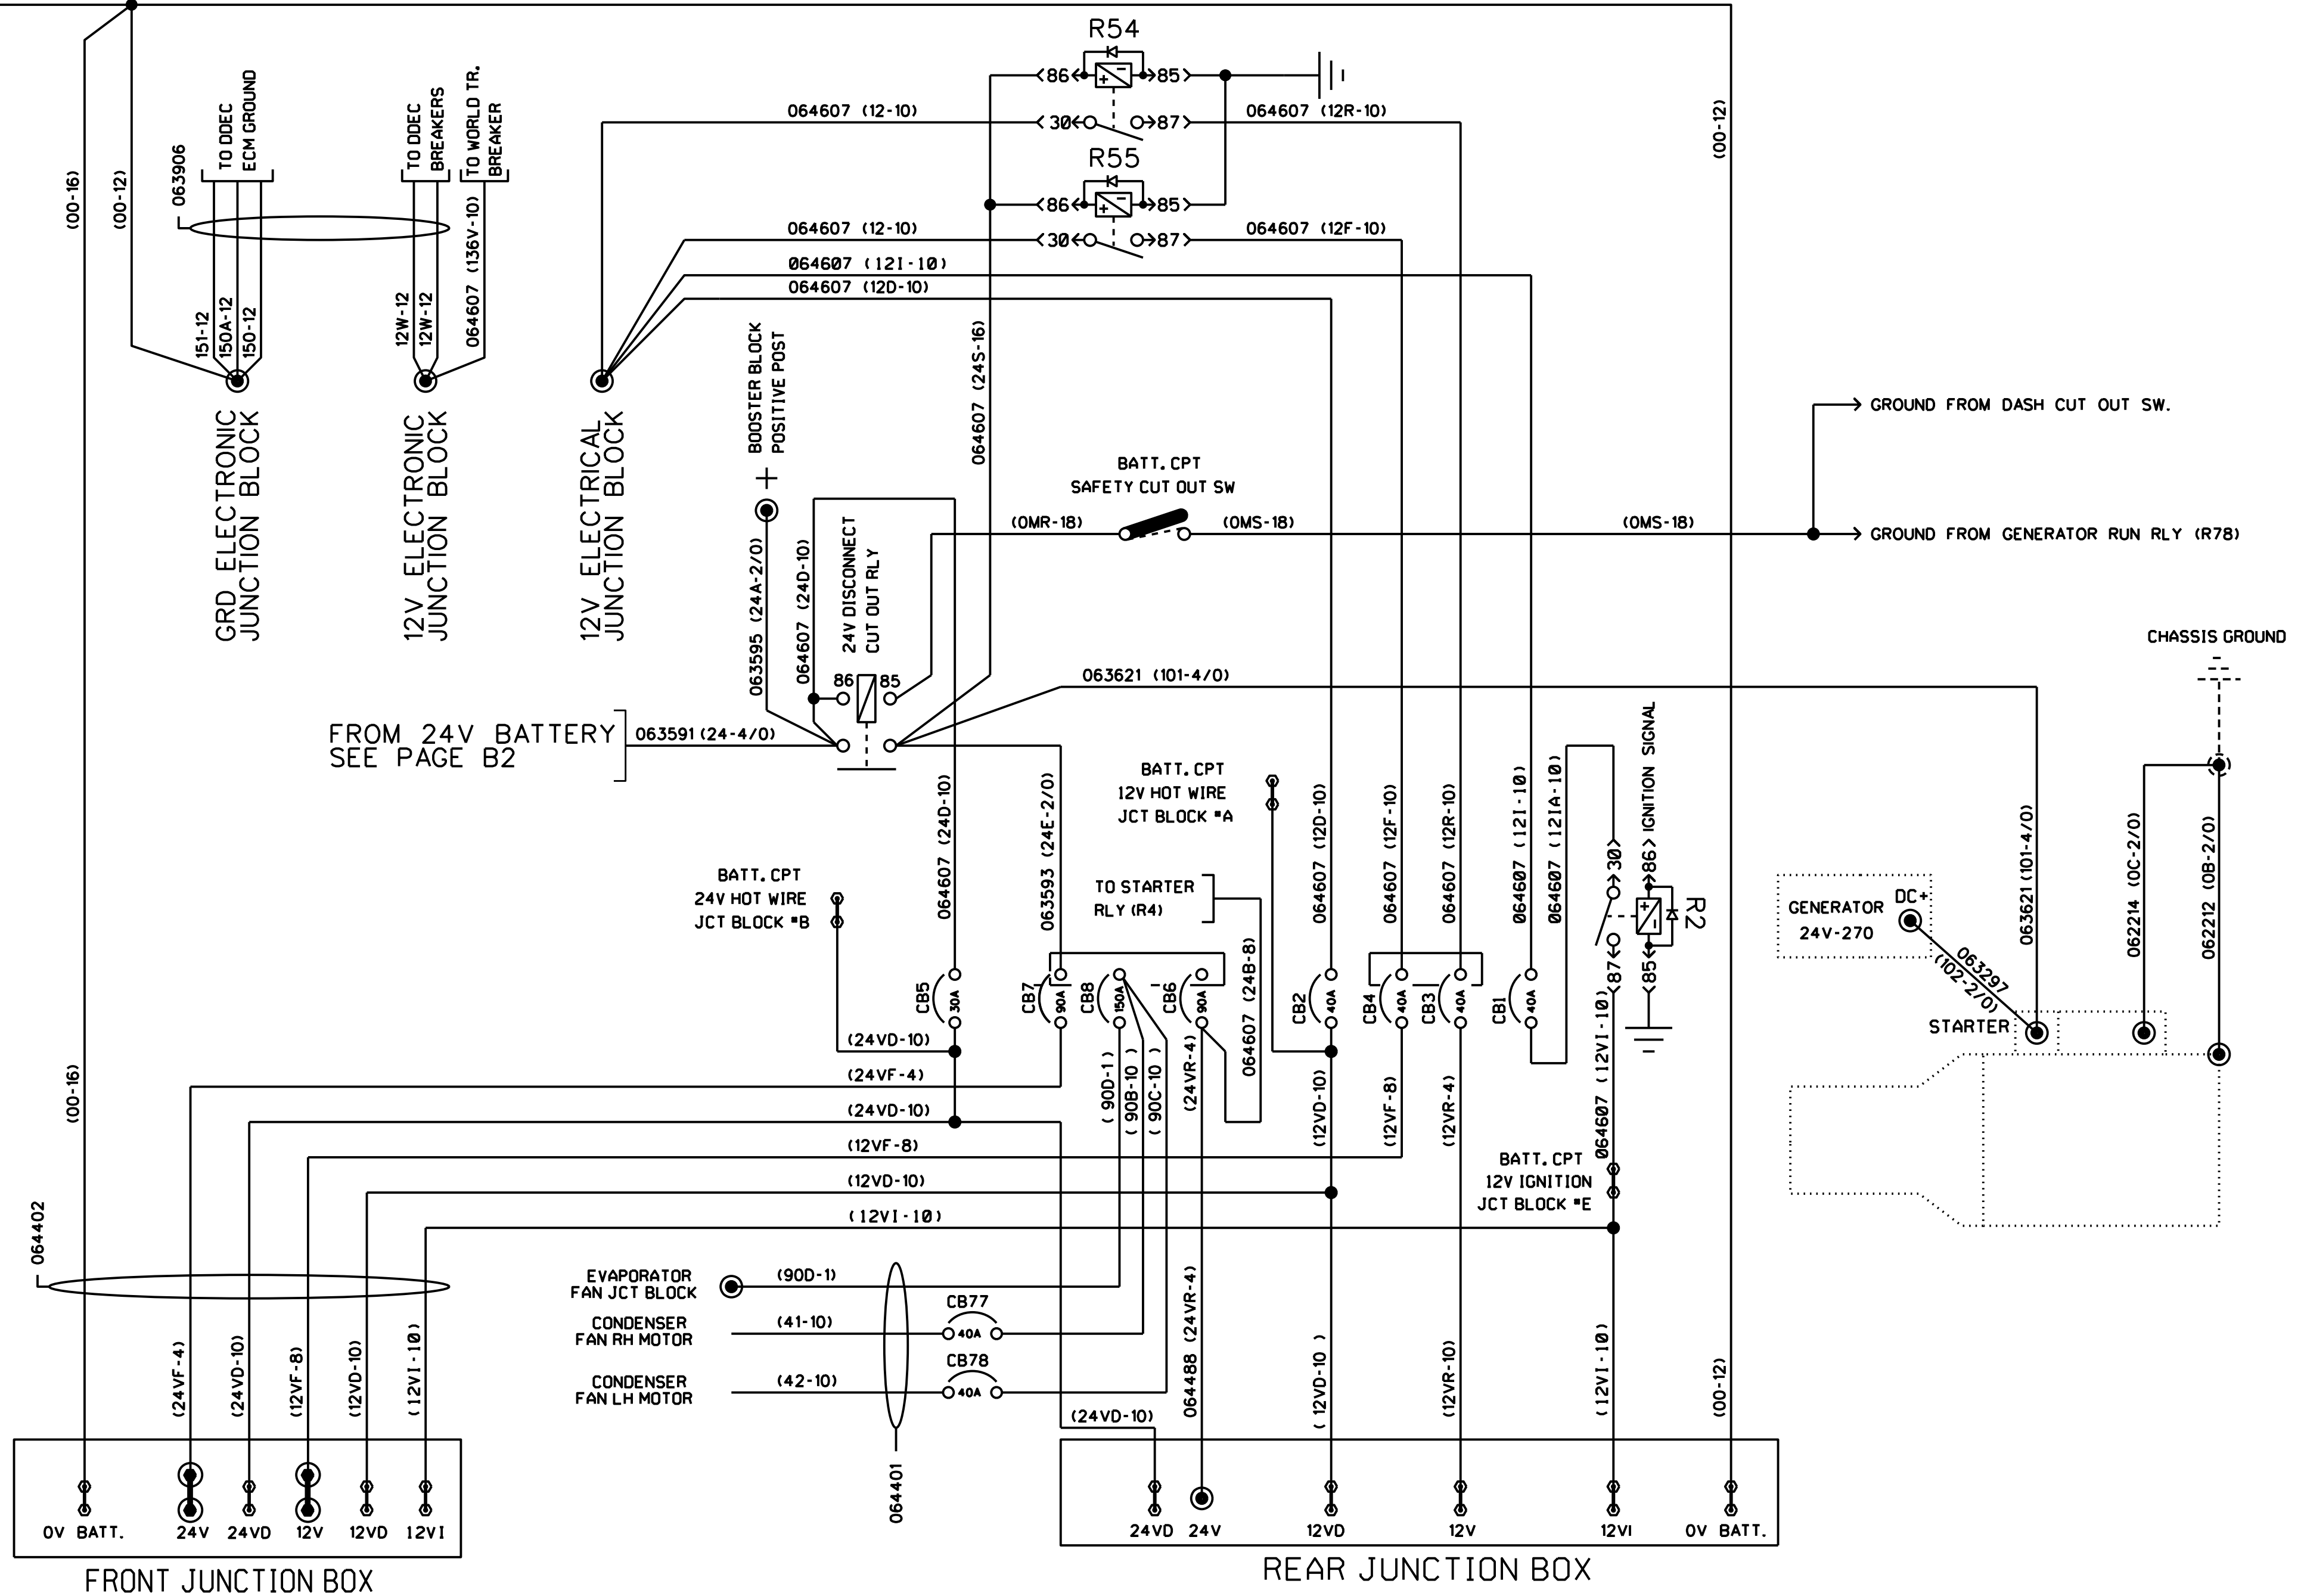 R54
86
85
064607 (12-10)
30
87
064607 (12R-10)
R55
86
85
064607 (12-10)
30
87
064607 (12F-10)
064607 (12I-10)
064607 (12D-10)
(00-16)
(00-12)
063906
TO DDEC
ECM GROUND
TO DDEC
BREAKERS
TO WORLD TR.
BREAKER
151-12
150A-12
150-12
12W-12
12W-12
064607 (136V-10)
(00-12)
GRD ELECTRONIC
JUNCTION BLOCK
12V ELECTRONIC
JUNCTION BLOCK
12V ELECTRICAL
JUNCTION BLOCK
BOOSTER BLOCK
POSITIVE POST
+
064607 (24S-16)
GROUND FROM DASH CUT OUT SW.
BATT. CPT
SAFETY CUT OUT SW
(0MR-18)
(0MS-18)
(0MS-18)
GROUND FROM GENERATOR RUN RLY (R78)
063595 (24A-2/0)
064607 (24D-10)
24V DISCONNECT
CUT OUT RLY
86
85
063621 (101-4/0)
CHASSIS GROUND
FROM 24V BATTERY
SEE PAGE B2
063591 (24-4/0)
BATT. CPT
12V HOT WIRE
JCT BLOCK "A
BATT. CPT
24V HOT WIRE
JCT BLOCK "B
064607 (24D-10)
063593 (24E-2/0)
TO STARTER
RLY (R4)
064607 (24B-8)
064607 (12D-10)
064607 (12F-10)
064607 (12R-10)
064607 (12I-10)
064607 (12IA-10)
30
86
IGNITION SIGNAL
R2
87
85
GENERATOR
24V-270
DC+
063297
(102-2/0)
063621 (101-4/0)
062214 (0C-2/0)
062212 (0B-2/0)
STARTER
CB5
30A
CB7
90A
CB8
150A
CB6
90A
CB2
40A
CB4
40A
CB3
40A
CB1
40A
(24VD-10)
(24VF-4)
(24VD-10)
(12VF-8)
(12VD-10)
(12VI-10)
(00-16)
( 90D-1 )
( 90B-10 )
( 90C-10 )
(24VR-4)
(12VD-10)
(12VF-8)
(12VR-4)
064607 (12VI-10)
BATT. CPT
12V IGNITION
JCT BLOCK "E
064402
EVAPORATOR
FAN JCT BLOCK
(90D-1)
CONDENSER
FAN RH MOTOR
(41-10)
CB77
40A
CONDENSER
FAN LH MOTOR
(42-10)
CB78
40A
064401
(24VF-4)
(24VD-10)
(12VF-8)
(12VD-10)
(12VI-10)
(24VD-10)
064488 (24VR-4)
(12VD-10 )
(12VR-10)
(12VI-10)
(00-12)
0V BATT.
24V
24VD
12V
12VD
12VI
FRONT JUNCTION BOX
24VD
24V
12VD
12V
12VI
0V BATT.
REAR JUNCTION BOX